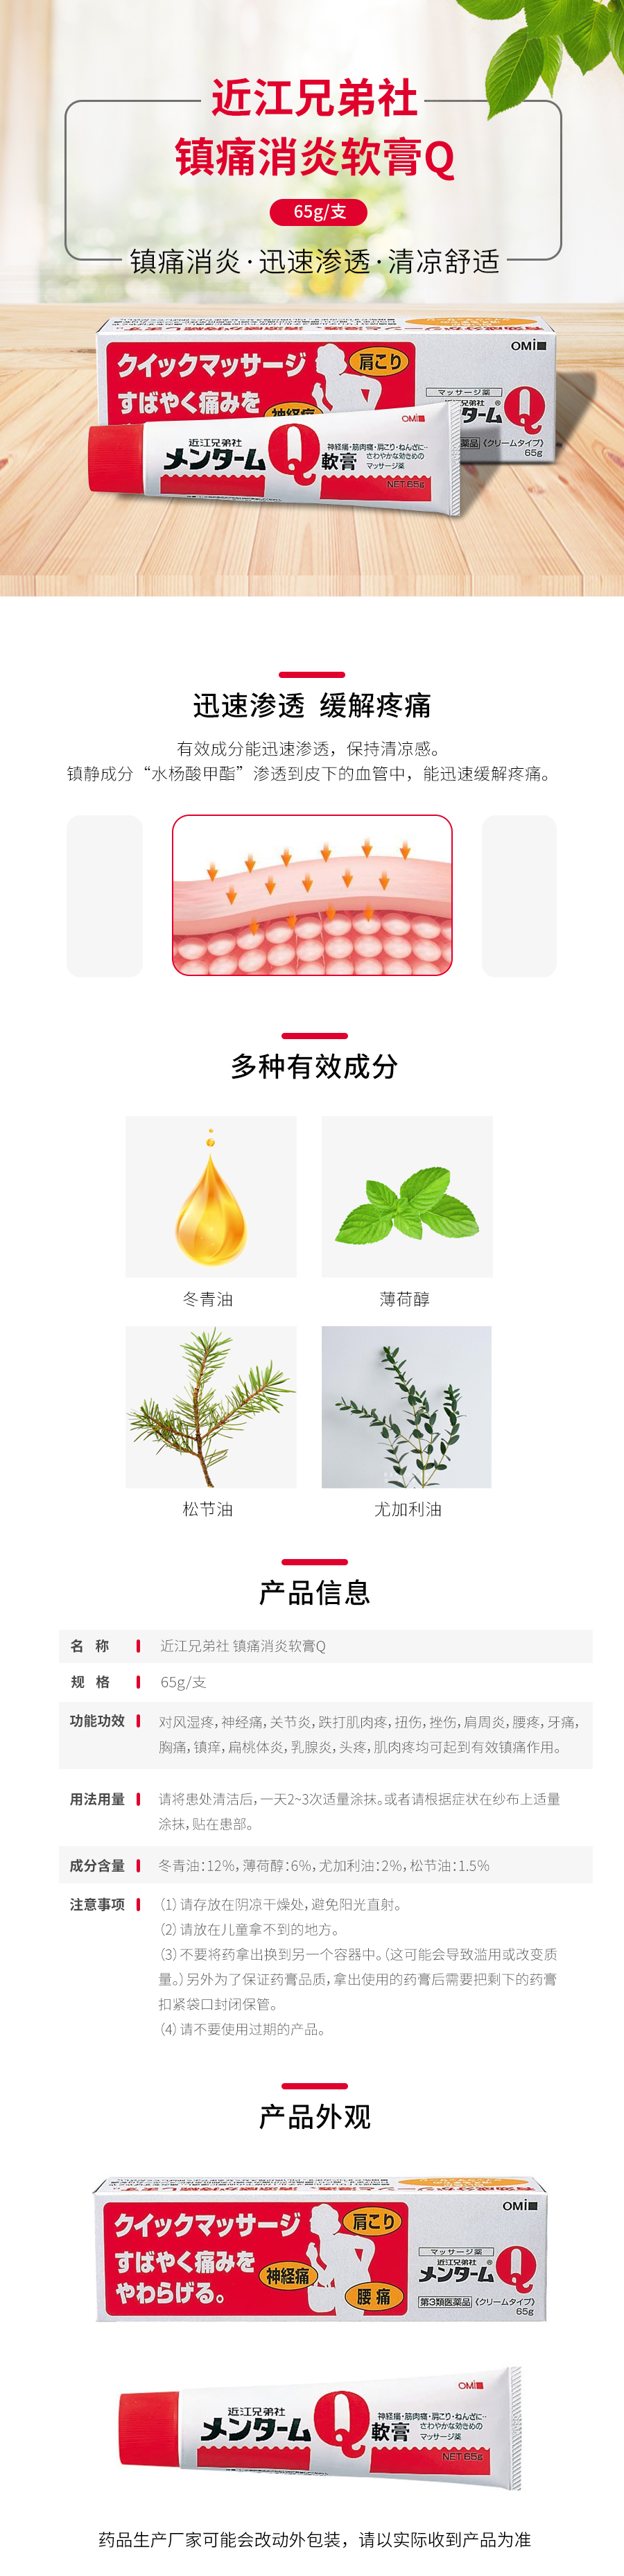 近江兄弟社
镇痛消炎软膏Q
65g/支
镇痛消炎·迅速渗透·清凉舒适
OMI
クイックマッサージ
肩こり
すばやく痛みを
神経痛
マッサージ薬
近江兄弟社
ターム Q
薬品 《クリームタイプ》
65g
OMI
近江兄弟社
メンターム Q 軟膏
神経痛・筋肉痛・肩こり・ねんざに…
さわやかな効きめの
マッサージ薬
NET 65g
迅速渗透 缓解疼痛
有效成分能迅速渗透，保持清凉感。
镇静成分“水杨酸甲酯”渗透到皮下的血管中，能迅速缓解疼痛。
多种有效成分
冬青油
薄荷醇
松节油
尤加利油
产品信息
名 称 近江兄弟社 镇痛消炎软膏Q
规 格 65g/支
功能功效 对风湿疼，神经痛，关节炎，跌打肌肉疼，扭伤，挫伤，肩周炎，腰疼，牙痛，
胸痛，镇痒，扁桃体炎，乳腺炎，头疼，肌肉疼均可起到有效镇痛作用。
用法用量 请将患处清洁后，一天2~3次适量涂抹。或者请根据症状在纱布上适量
涂抹，贴在患部。
成分含量 冬青油：12%，薄荷醇：6%，尤加利油：2%，松节油：1.5%
注意事项 （1）请存放在阴凉干燥处，避免阳光直射。
（2）请放在儿童拿不到的地方。
（3）不要将药拿出换到另一个容器中。（这可能会导致滥用或改变质
量。）另外为了保证药膏品质，拿出使用的药膏后需要把剩下的药膏
扣紧袋口封闭保管。
（4）请不要使用过期的产品。
产品外观
OMI
クイックマッサージ
肩こり
すばやく痛みを
やわらげる。
神経痛
腰痛
マッサージ薬
近江兄弟社
メンターム Q
第3類医薬品 《クリームタイプ》
65g
OMI
近江兄弟社
メンターム Q 軟膏
神経痛・筋肉痛・肩こり・ねんざに…
さわやかな効きめの
マッサージ薬
NET 65g
药品生产厂家可能会改动外包装，请以实际收到产品为准